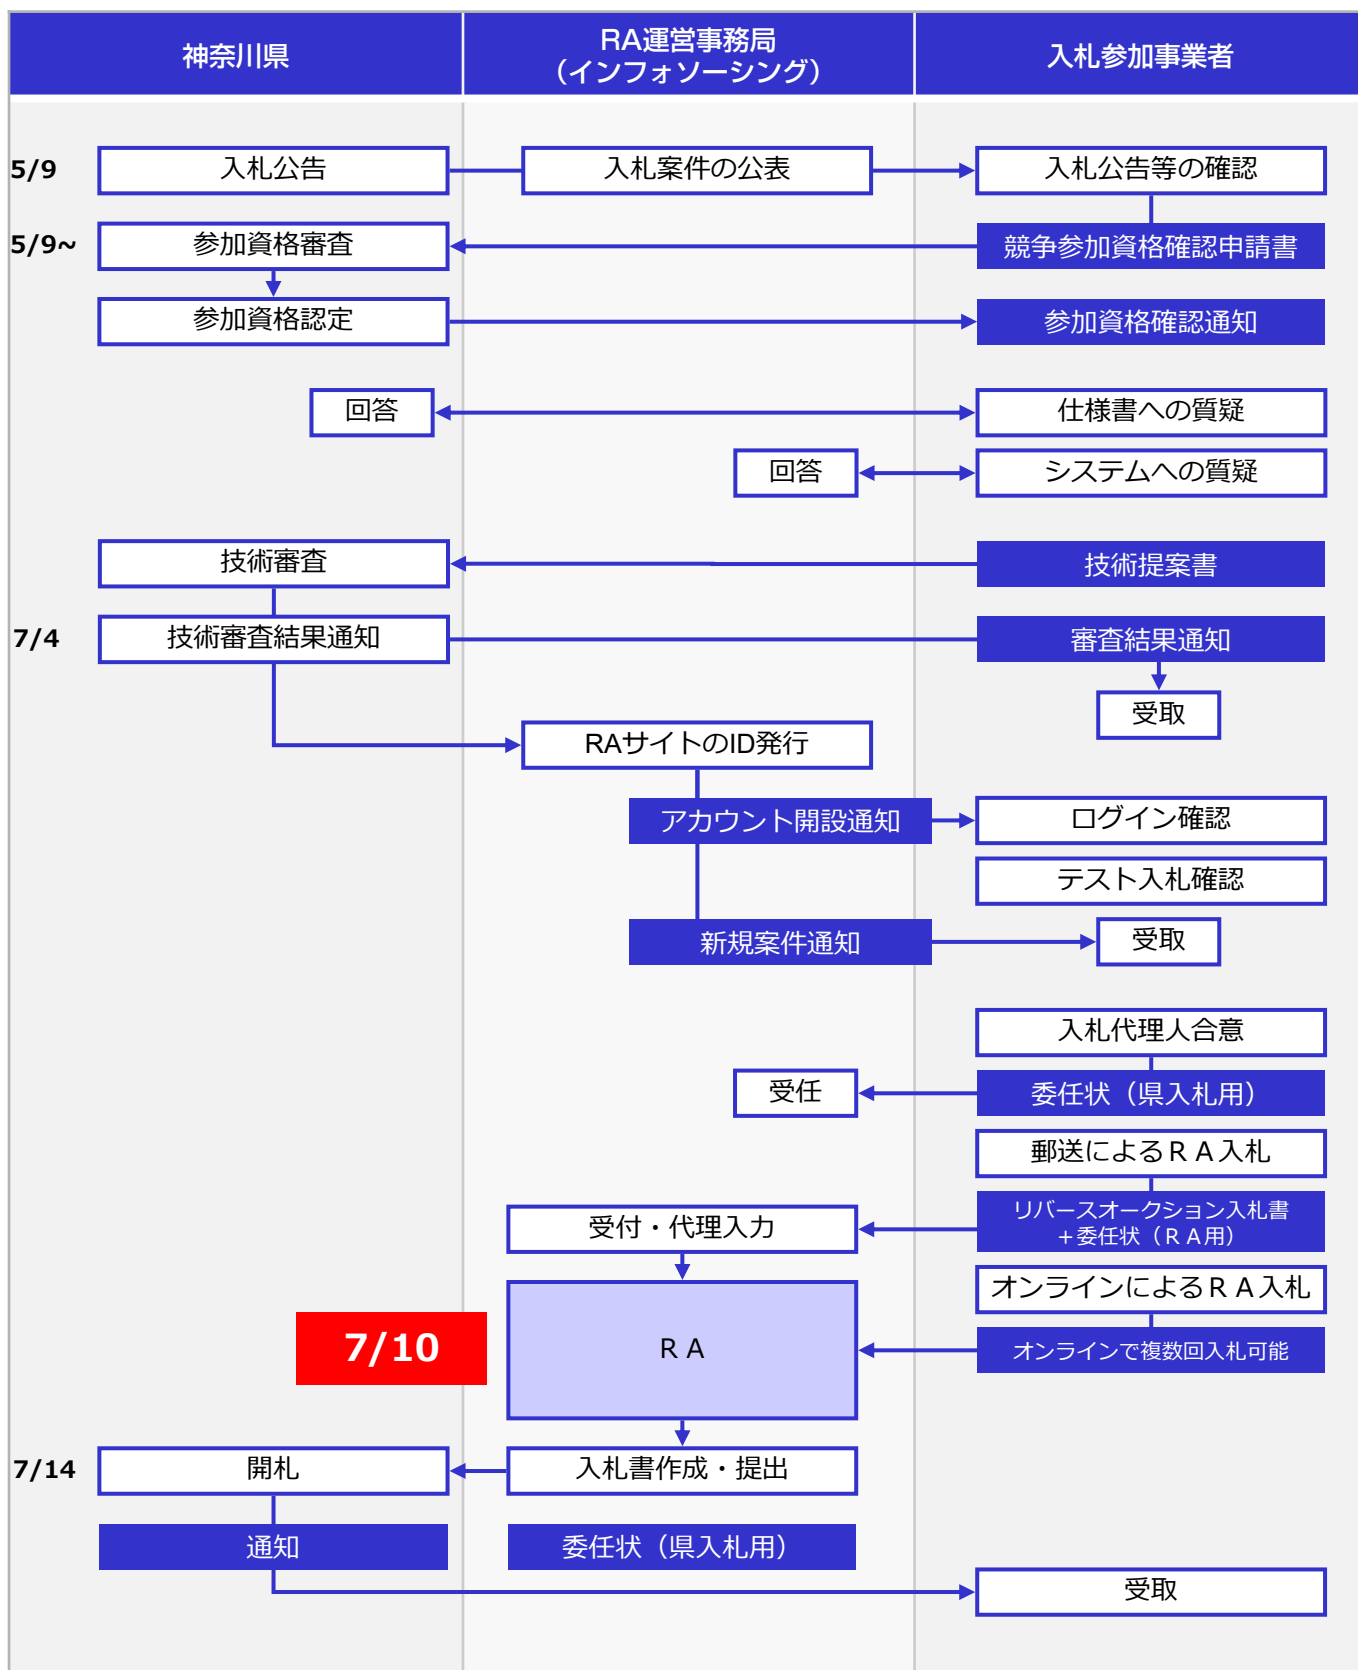 神奈川県
RA運営事務局
（インフォソーシング）
入札参加事業者
5/9
入札公告
入札案件の公表
入札公告等の確認
5/9~
参加資格審査
競争参加資格確認申請書
参加資格認定
参加資格確認通知
回答
仕様書への質疑
回答
システムへの質疑
技術審査
技術提案書
7/4
技術審査結果通知
審査結果通知
受取
RAサイトのID発行
アカウント開設通知
ログイン確認
テスト入札確認
新規案件通知
受取
入札代理人合意
受任
委任状（県入札用）
郵送によるＲＡ入札
受付・代理入力
リバースオークション入札書
＋委任状（ＲＡ用）
オンラインによるＲＡ入札
7/10
ＲＡ
オンラインで複数回入札可能
7/14
開札
入札書作成・提出
通知
委任状（県入札用）
受取